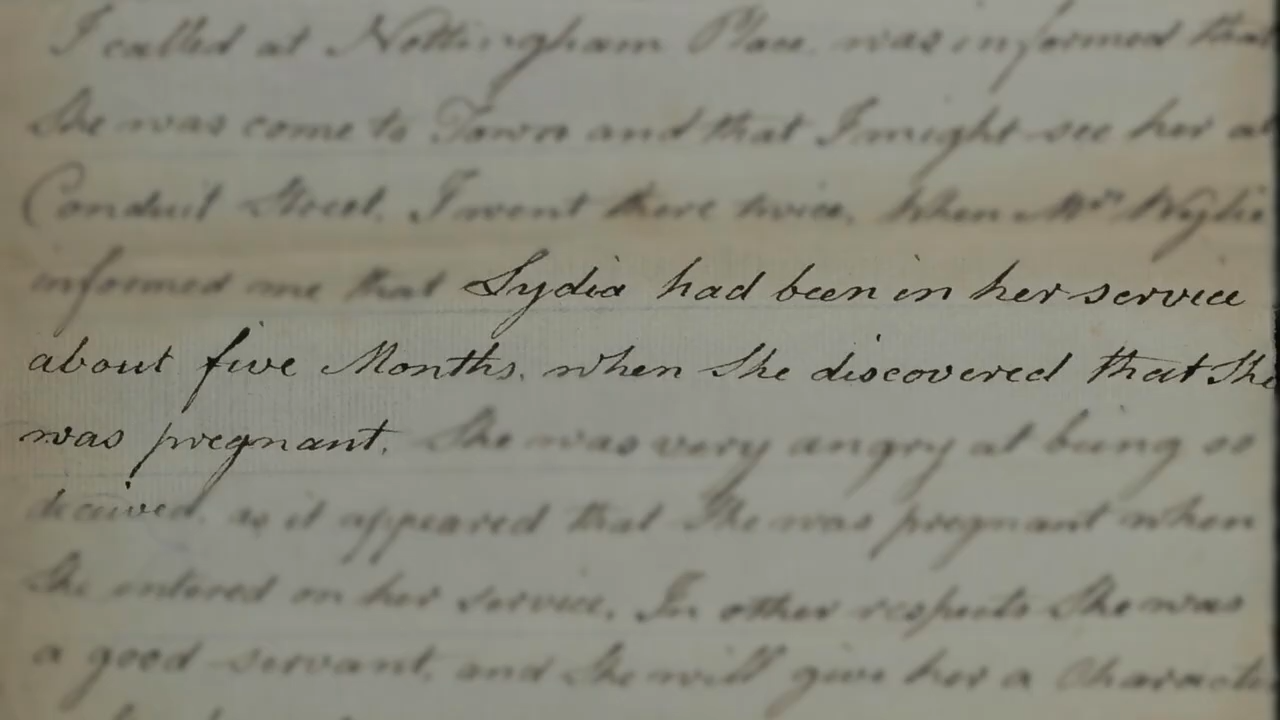 I called at Nottingham Place. was informed that
She was come to Town and that I might see her at
Conduit Street. I went there twice. When Mrs Wylie
informed me that Lydia had been in her service
about five Months. when She discovered that She
was pregnant. She was very angry at being so
deceived. as it appeared that She was pregnant when
She entered on her service. In other respects She was
a good servant. and She will give her a